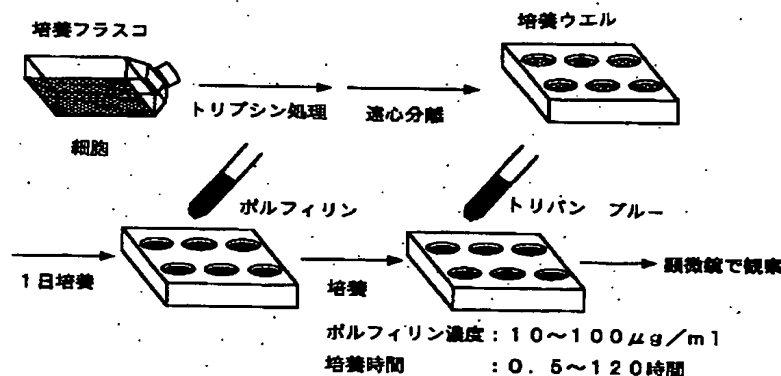 培養フラスコ
培養ウエル
トリプシン処理
遠心分離
細胞
ポルフィリン
トリパン ブルー
1日培養
培養
顕微鏡で観察
ポルフィリン濃度:10~100μg/ml
培養時間 :0.5~120時間